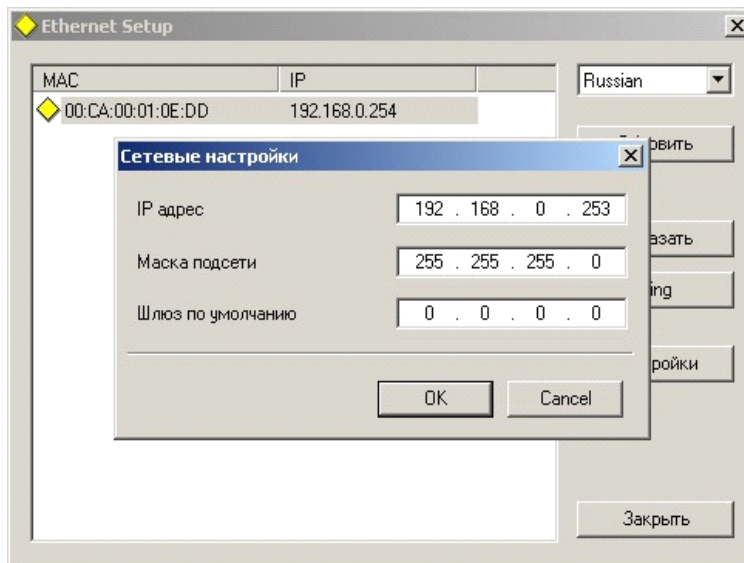 Ethernet Setup
MAC IP
Russian
00:CA:00:01:0E:DD 192.168.0.254
Сетевые настройки
IP адрес 192 . 168 . 0 . 253
Маска подсети 255 . 255 . 255 . 0
Шлюз по умолчанию 0 . 0 . 0 . 0
OK Cancel
Закрыть